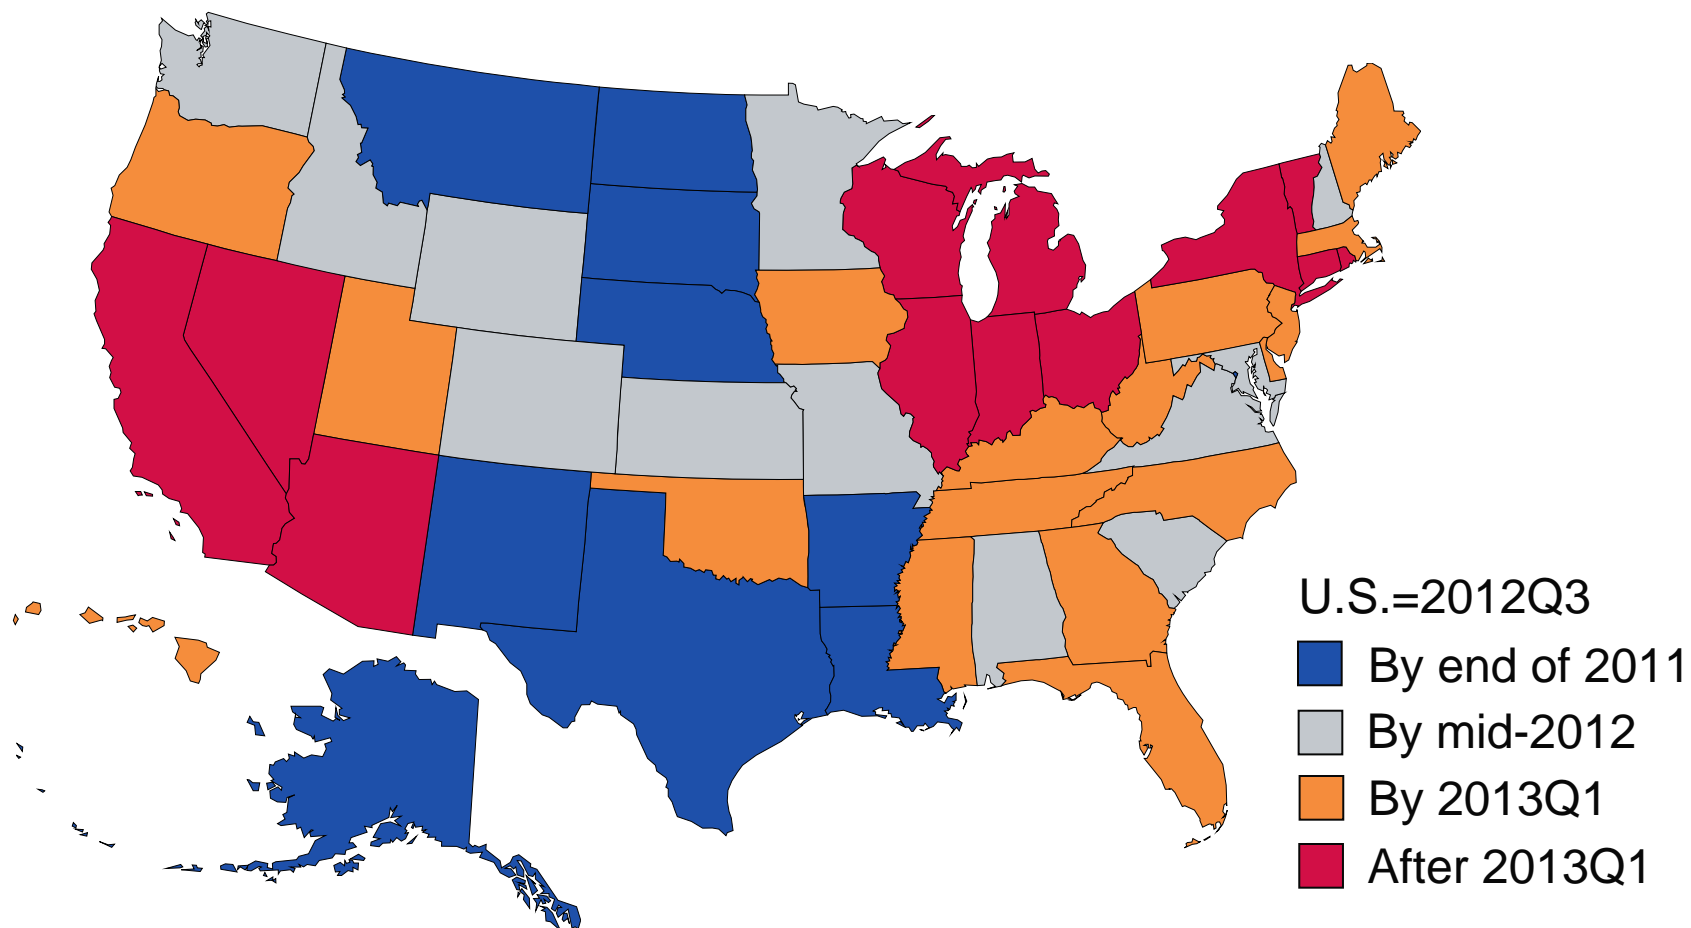 U.S.=2012Q3
By end of 2011
By mid-2012
By 2013Q1
After 2013Q1